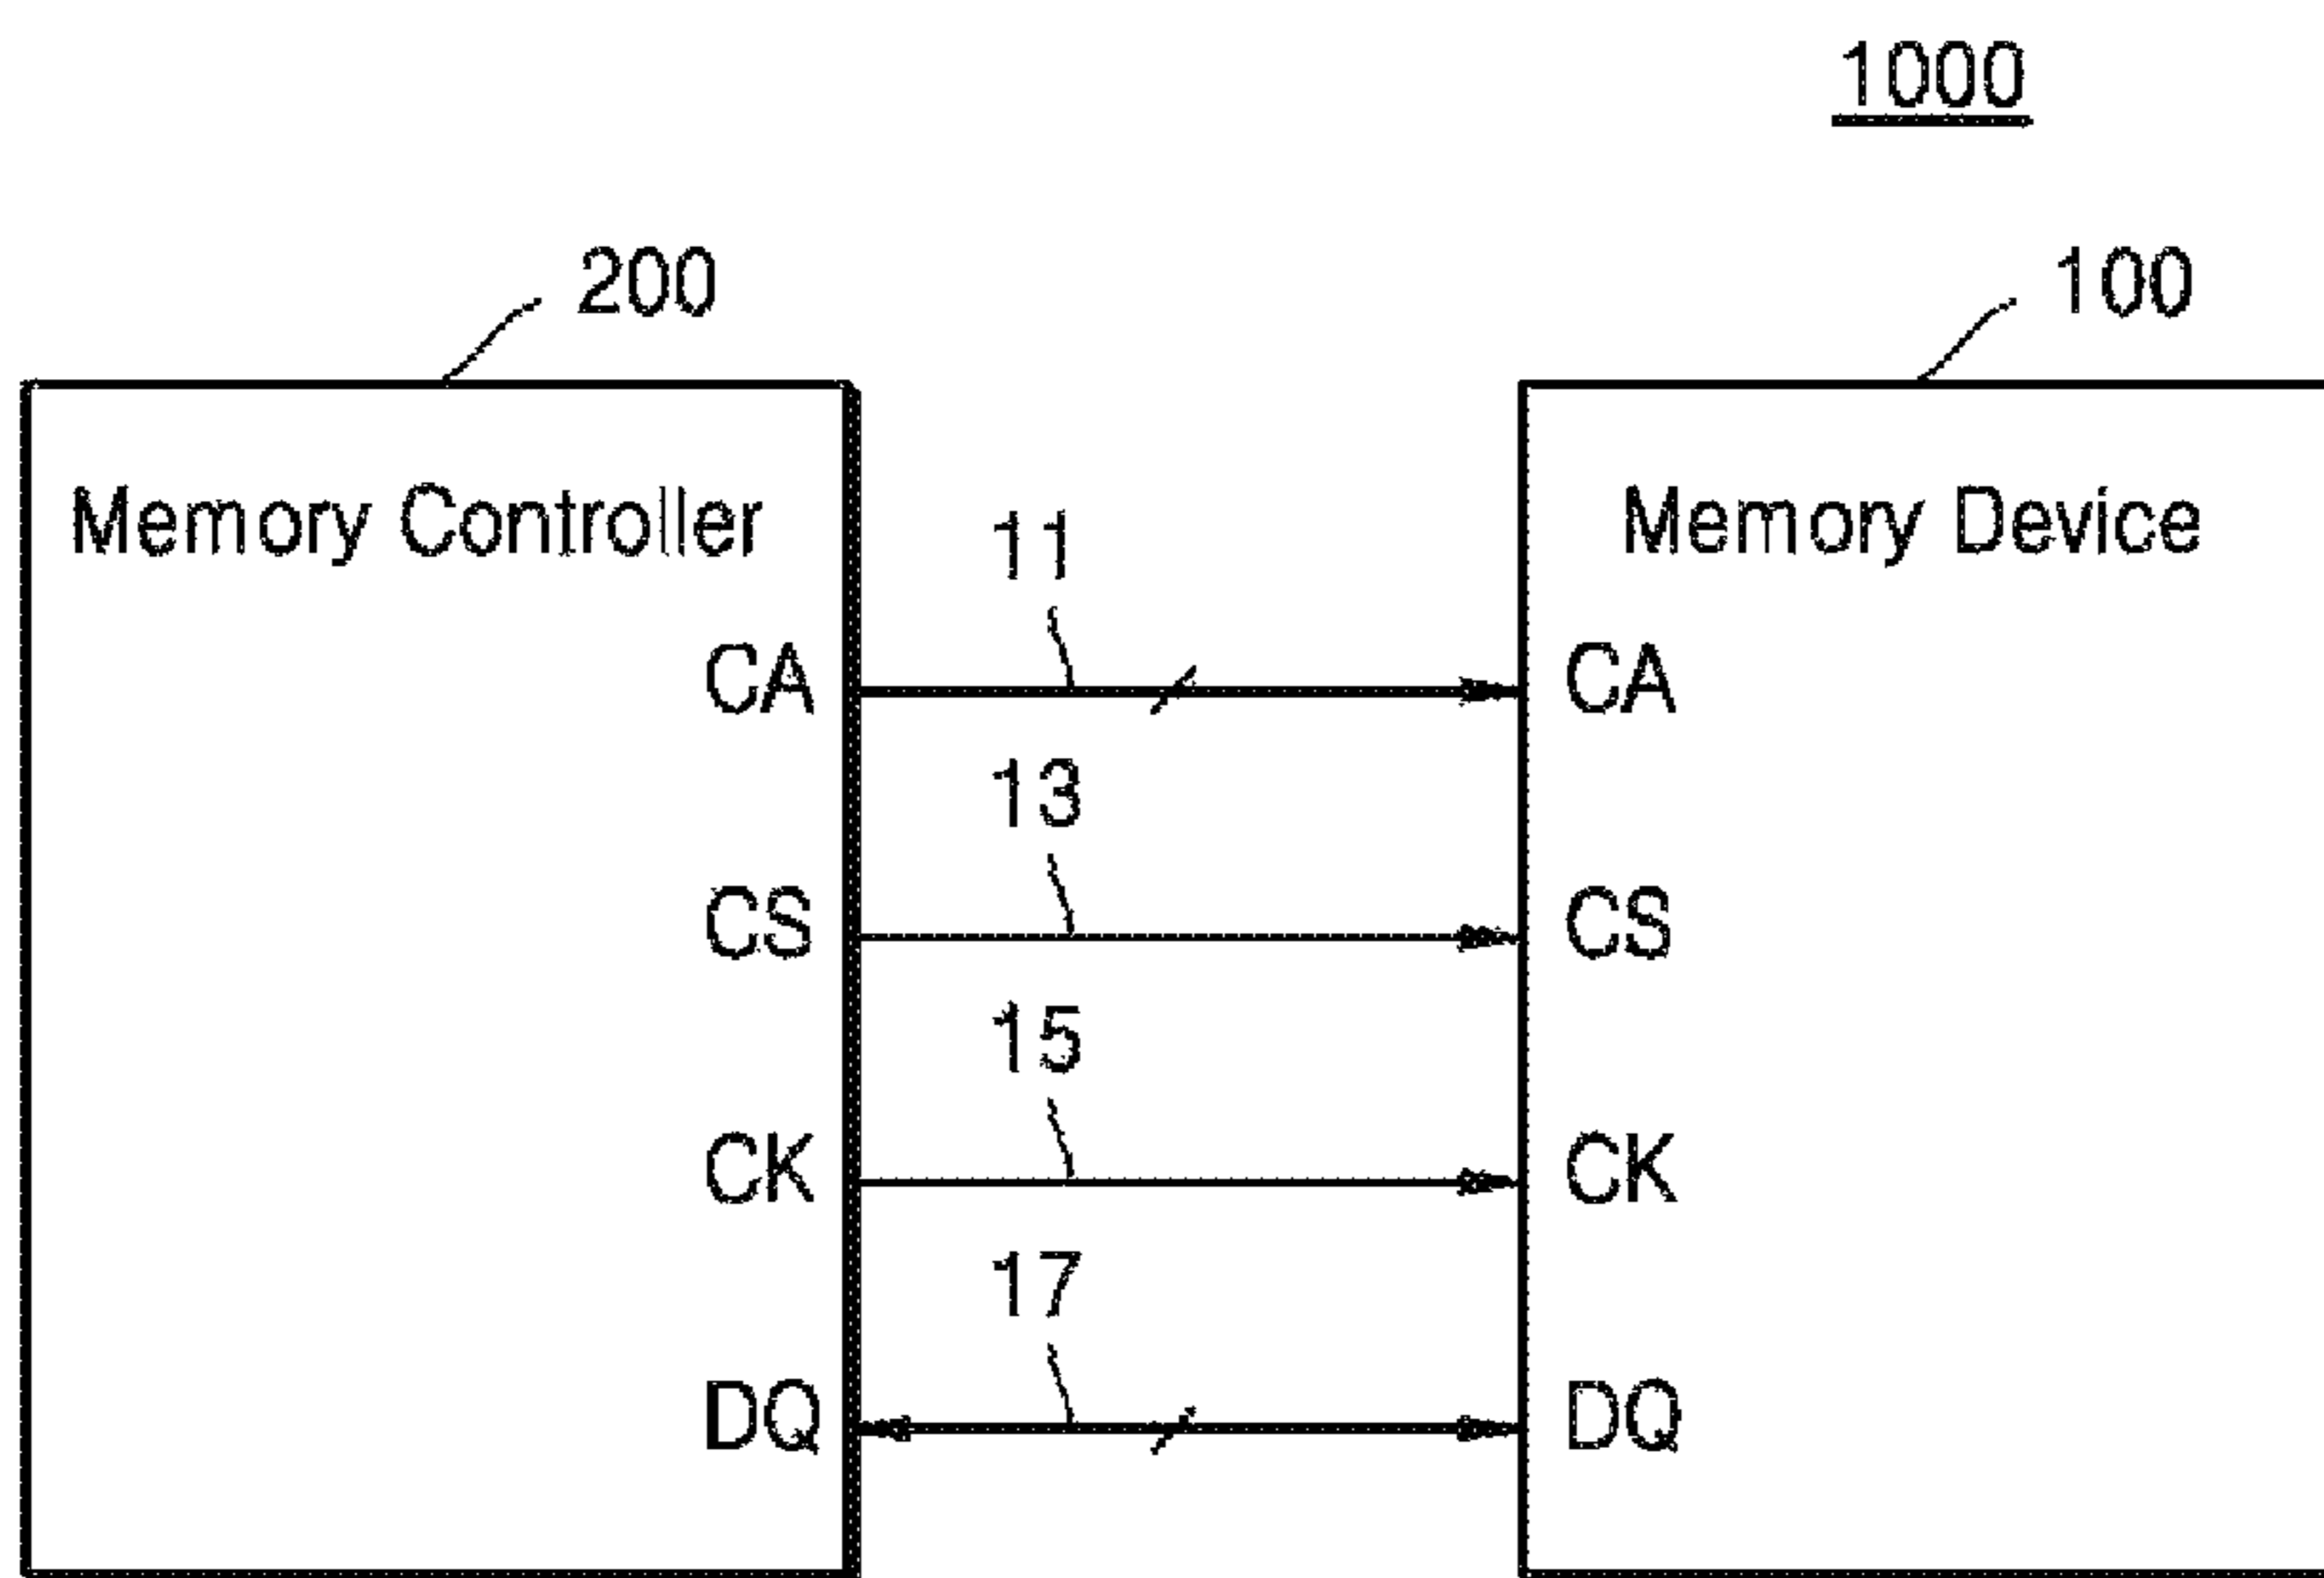 1000
200
100
Memory Controller
Memory Device
11
CA
CA
13
CS
CS
15
CK
CK
17
DQ
DQ